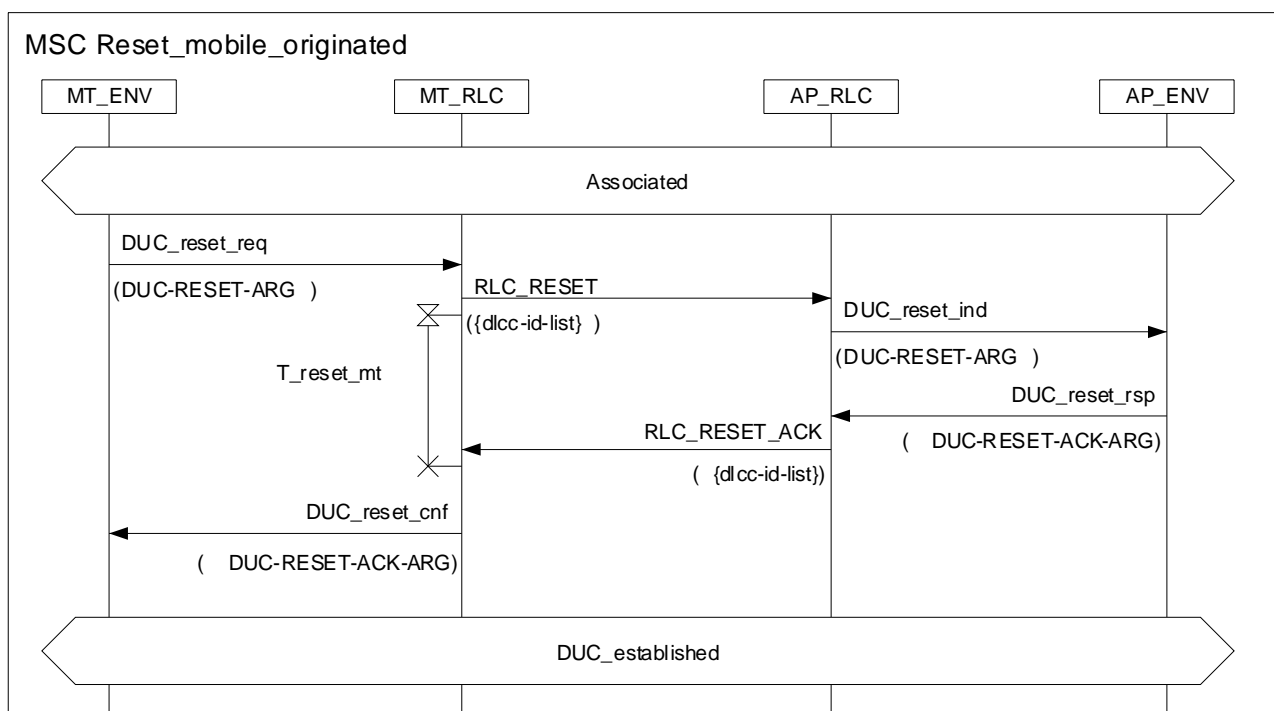 MSC Reset_mobile_originated
MT_ENV MT_RLC AP_RLC AP_ENV
Associated
DUC_reset_req
(DUC-RESET-ARG )
RLC_RESET
({dlcc-id-list} )
DUC_reset_ind
(DUC-RESET-ARG )
T_reset_mt
DUC_reset_rsp
( DUC-RESET-ACK-ARG)
RLC_RESET_ACK
( {dlcc-id-list})
DUC_reset_cnf
( DUC-RESET-ACK-ARG)
DUC_established